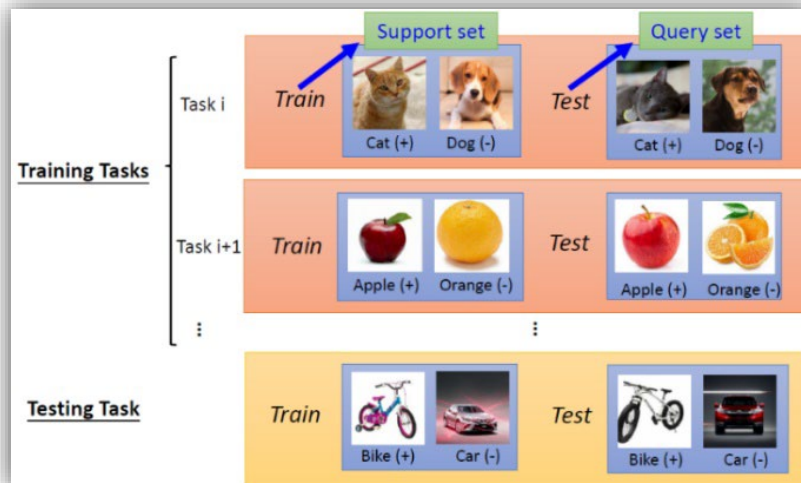 Support set
Query set
Task i
Train
Cat (+) Dog (-)
Test
Cat (+) Dog (-)
Training Tasks
Task i+1
Train
Apple (+) Orange (-)
Test
Apple (+) Orange (-)
Testing Task
Train
Bike (+) Car (-)
Test
Bike (+) Car (-)